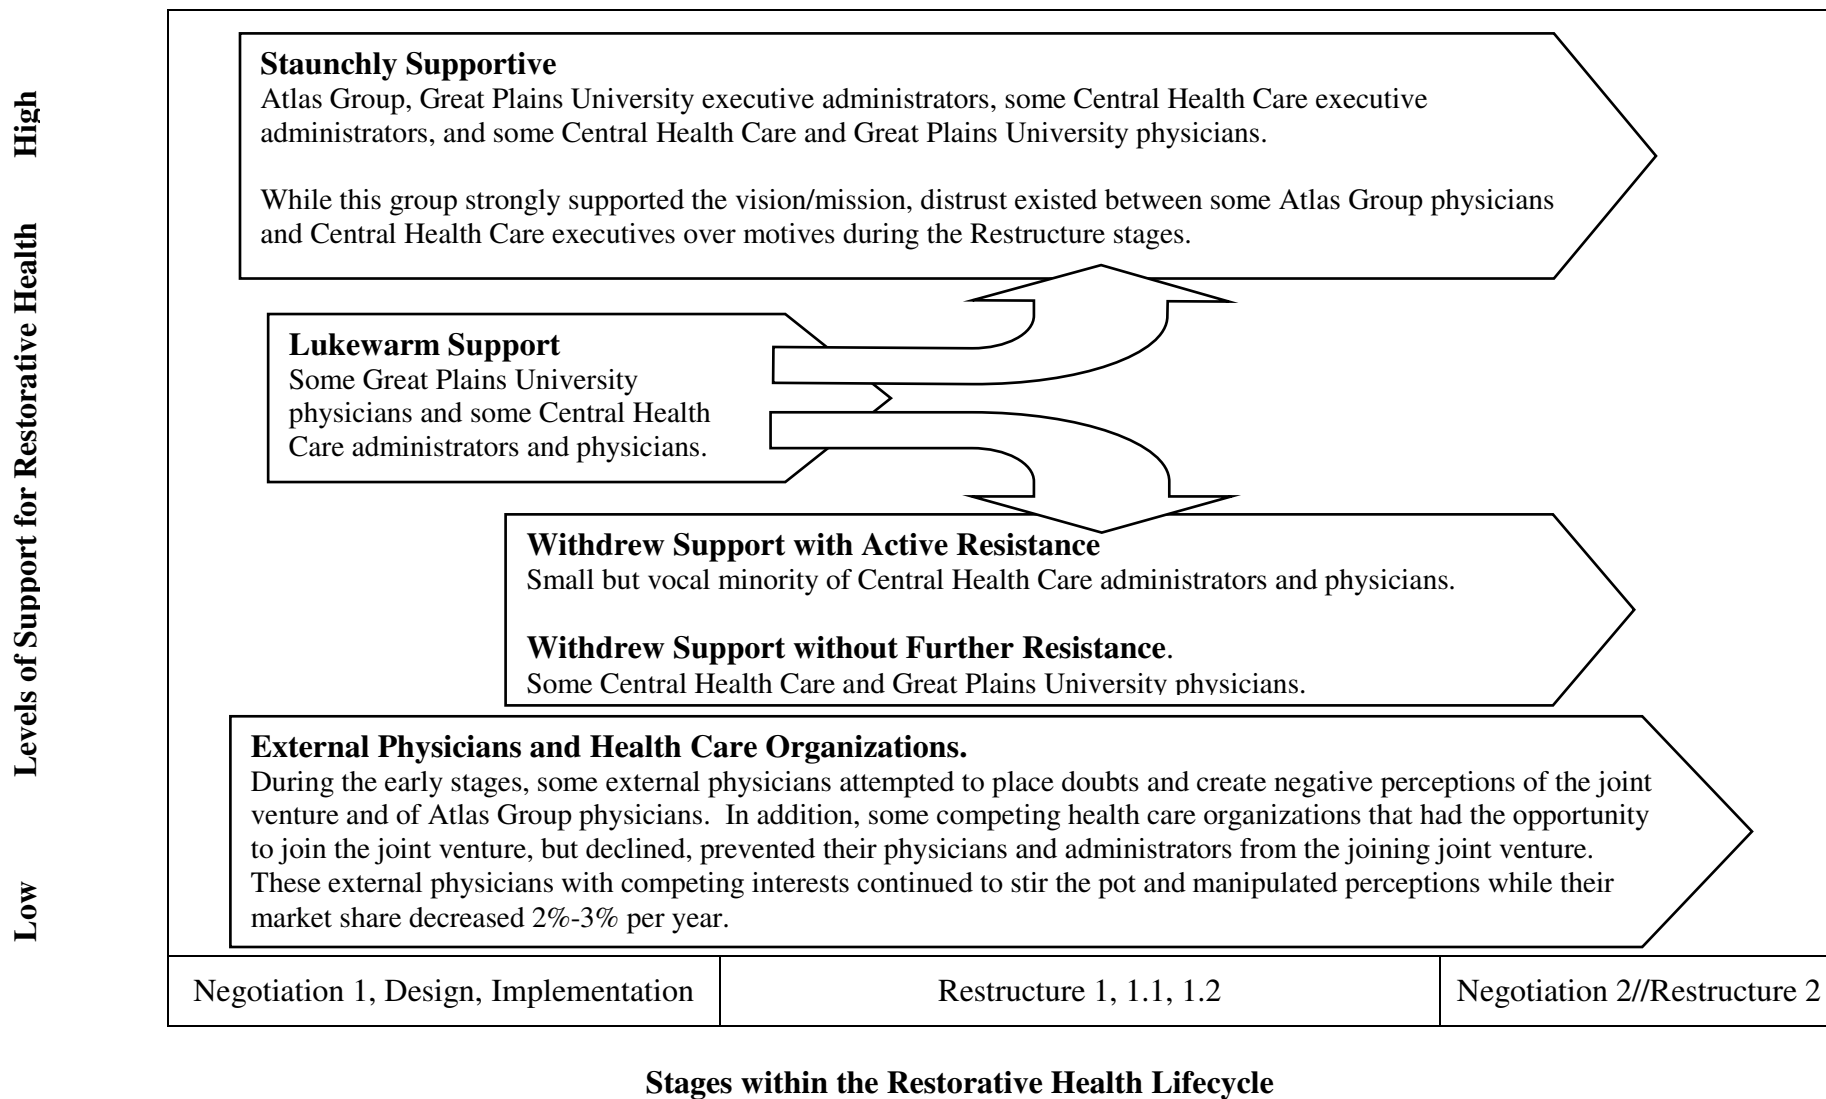 High
Levels of Support for Restorative Health
Low
Staunchly Supportive
Atlas Group, Great Plains University executive administrators, some Central Health Care executive
administrators, and some Central Health Care and Great Plains University physicians.
While this group strongly supported the vision/mission, distrust existed between some Atlas Group physicians
and Central Health Care executives over motives during the Restructure stages.
Lukewarm Support
Some Great Plains University
physicians and some Central Health
Care administrators and physicians.
Withdrew Support with Active Resistance
Small but vocal minority of Central Health Care administrators and physicians.
Withdrew Support without Further Resistance.
Some Central Health Care and Great Plains University physicians.
External Physicians and Health Care Organizations.
During the early stages, some external physicians attempted to place doubts and create negative perceptions of the joint
venture and of Atlas Group physicians.  In addition, some competing health care organizations that had the opportunity
to join the joint venture, but declined, prevented their physicians and administrators from the joining joint venture.
These external physicians with competing interests continued to stir the pot and manipulated perceptions while their
market share decreased 2%-3% per year.
Negotiation 1, Design, Implementation
Restructure 1, 1.1, 1.2
Negotiation 2//Restructure 2
Stages within the Restorative Health Lifecycle